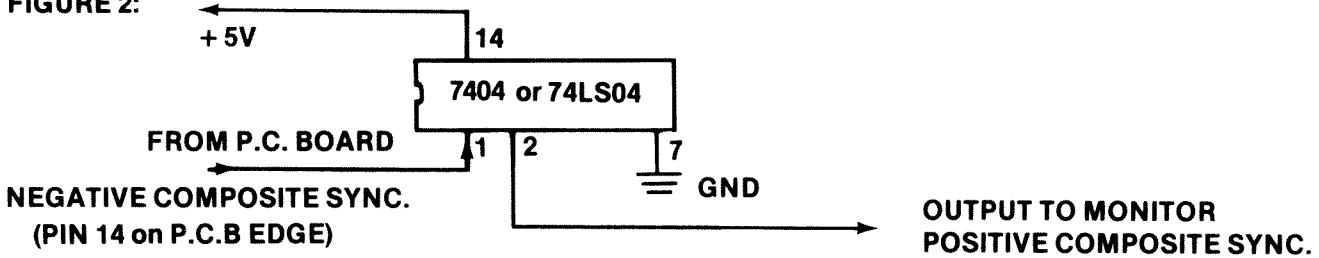 FIGURE 2:
+ 5V
14
7404 or 74LS04
FROM P.C. BOARD
1
2
7
NEGATIVE COMPOSITE SYNC.
(PIN 14 on P.C.B EDGE)
GND
OUTPUT TO MONITOR
POSITIVE COMPOSITE SYNC.